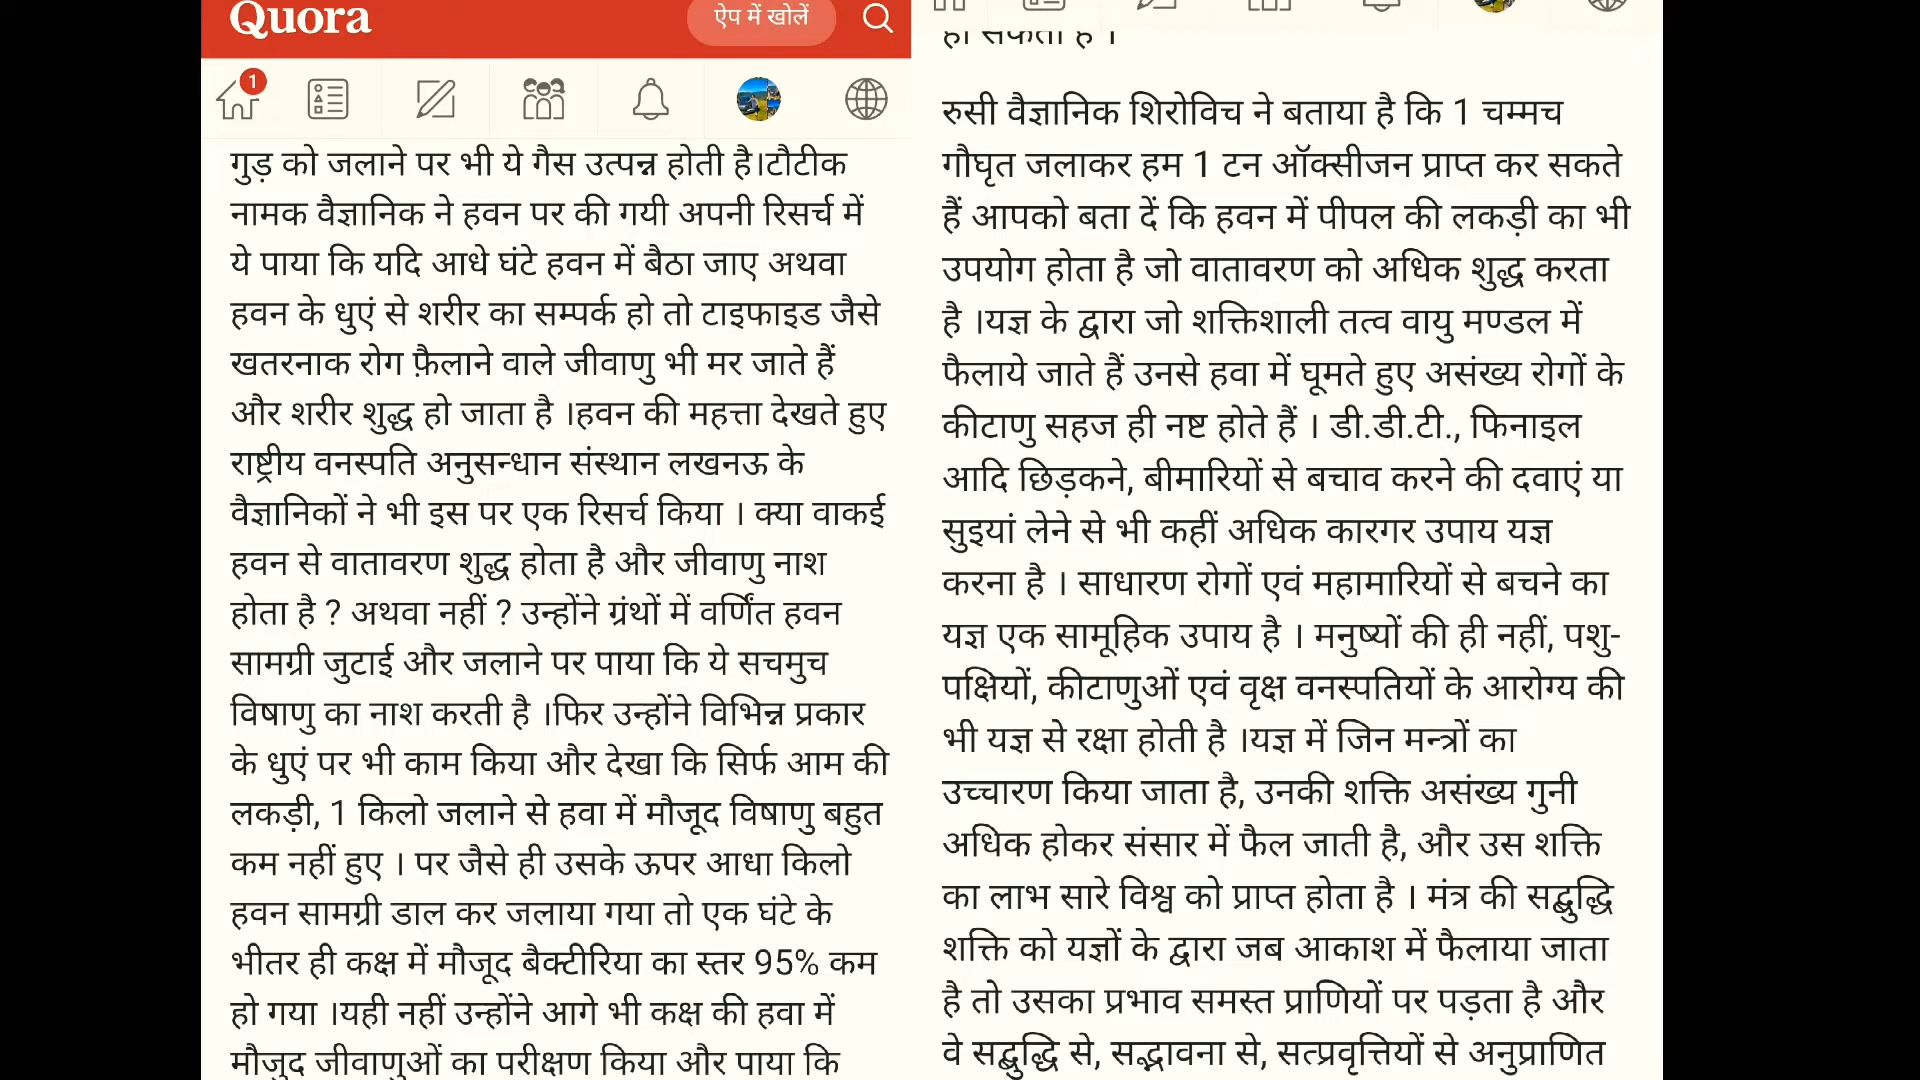 Quora
ऐप में खोलें
1
गुड़ को जलाने पर भी ये गैस उत्पन्न होती है।टौटीक
नामक वैज्ञानिक ने हवन पर की गयी अपनी रिसर्च में
ये पाया कि यदि आधे घंटे हवन में बैठा जाए अथवा
हवन के धुएं से शरीर का सम्पर्क हो तो टाइफाइड जैसे
खतरनाक रोग फ़ैलाने वाले जीवाणु भी मर जाते हैं
और शरीर शुद्ध हो जाता है ।हवन की महत्ता देखते हुए
राष्ट्रीय वनस्पति अनुसन्धान संस्थान लखनऊ के
वैज्ञानिकों ने भी इस पर एक रिसर्च किया । क्या वाकई
हवन से वातावरण शुद्ध होता है और जीवाणु नाश
होता है ? अथवा नहीं ? उन्होंने ग्रंथों में वर्णिंत हवन
सामग्री जुटाई और जलाने पर पाया कि ये सचमुच
विषाणु का नाश करती है ।फिर उन्होंने विभिन्न प्रकार
के धुएं पर भी काम किया और देखा कि सिर्फ आम की
लकड़ी, 1 किलो जलाने से हवा में मौजूद विषाणु बहुत
कम नहीं हुए । पर जैसे ही उसके ऊपर आधा किलो
हवन सामग्री डाल कर जलाया गया तो एक घंटे के
भीतर ही कक्ष में मौजूद बैक्टीरिया का स्तर 95% कम
हो गया ।यही नहीं उन्होंने आगे भी कक्ष की हवा में
मौजुद जीवाणुओं का परीक्षण किया और पाया कि
हो सकता है ।
रुसी वैज्ञानिक शिरोविच ने बताया है कि 1 चम्मच
गौघृत जलाकर हम 1 टन ऑक्सीजन प्राप्त कर सकते
हैं आपको बता दें कि हवन में पीपल की लकड़ी का भी
उपयोग होता है जो वातावरण को अधिक शुद्ध करता
है ।यज्ञ के द्वारा जो शक्तिशाली तत्व वायु मण्डल में
फैलाये जाते हैं उनसे हवा में घूमते हुए असंख्य रोगों के
कीटाणु सहज ही नष्ट होते हैं । डी.डी.टी., फिनाइल
आदि छिड़कने, बीमारियों से बचाव करने की दवाएं या
सुइयां लेने से भी कहीं अधिक कारगर उपाय यज्ञ
करना है । साधारण रोगों एवं महामारियों से बचने का
यज्ञ एक सामूहिक उपाय है । मनुष्यों की ही नहीं, पशु-
पक्षियों, कीटाणुओं एवं वृक्ष वनस्पतियों के आरोग्य की
भी यज्ञ से रक्षा होती है ।यज्ञ में जिन मन्त्रों का
उच्चारण किया जाता है, उनकी शक्ति असंख्य गुनी
अधिक होकर संसार में फैल जाती है, और उस शक्ति
का लाभ सारे विश्व को प्राप्त होता है । मंत्र की सद्बुद्धि
शक्ति को यज्ञों के द्वारा जब आकाश में फैलाया जाता
है तो उसका प्रभाव समस्त प्राणियों पर पड़ता है और
वे सद्बुद्धि से, सद्भावना से, सत्प्रवृत्तियों से अनुप्राणित